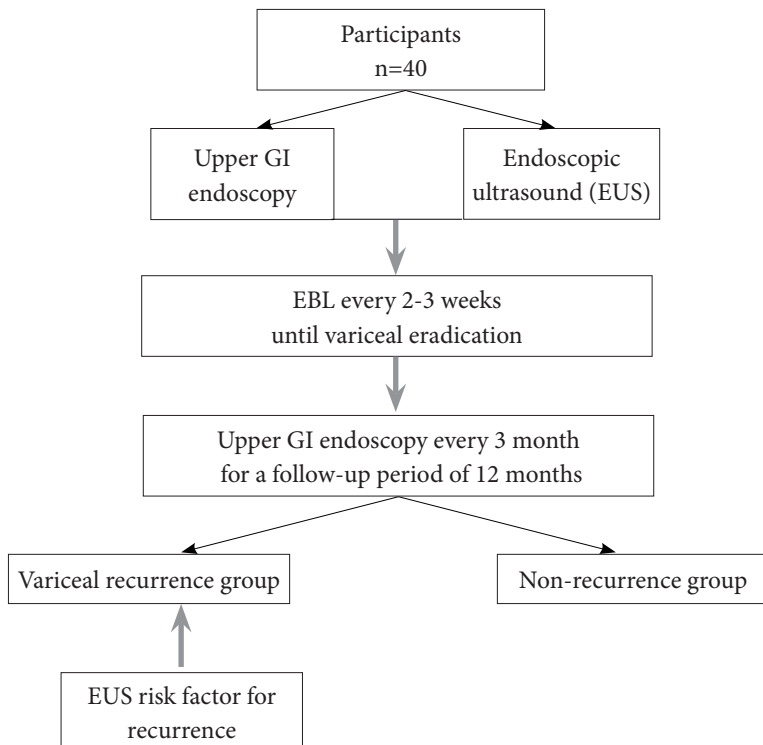 Participants
n=40
Upper GI
endoscopy
Endoscopic
ultrasound (EUS)
EBL every 2-3 weeks
until variceal eradication
Upper GI endoscopy every 3 month
for a follow-up period of 12 months
Variceal recurrence group
Non-recurrence group
EUS risk factor for
recurrence